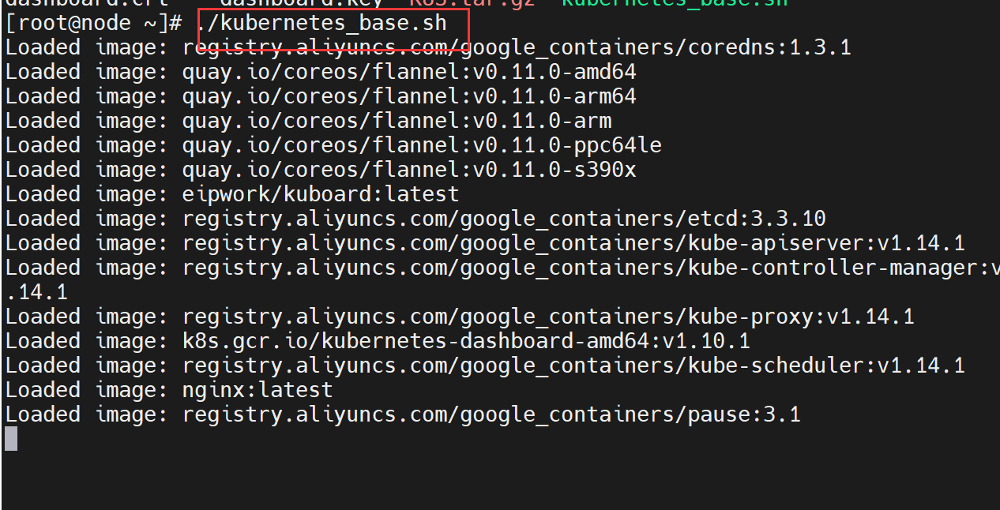 dashboard.crt dashboard.key K8S.tar.gz kubernetes_base.sh
[root@node ~]# ./kubernetes_base.sh
Loaded image: registry.aliyuncs.com/google_containers/coredns:1.3.1
Loaded image: quay.io/coreos/flannel:v0.11.0-amd64
Loaded image: quay.io/coreos/flannel:v0.11.0-arm64
Loaded image: quay.io/coreos/flannel:v0.11.0-arm
Loaded image: quay.io/coreos/flannel:v0.11.0-ppc64le
Loaded image: quay.io/coreos/flannel:v0.11.0-s390x
Loaded image: eipwork/kuboard:latest
Loaded image: registry.aliyuncs.com/google_containers/etcd:3.3.10
Loaded image: registry.aliyuncs.com/google_containers/kube-apiserver:v1.14.1
Loaded image: registry.aliyuncs.com/google_containers/kube-controller-manager:v
.14.1
Loaded image: registry.aliyuncs.com/google_containers/kube-proxy:v1.14.1
Loaded image: k8s.gcr.io/kubernetes-dashboard-amd64:v1.10.1
Loaded image: registry.aliyuncs.com/google_containers/kube-scheduler:v1.14.1
Loaded image: nginx:latest
Loaded image: registry.aliyuncs.com/google_containers/pause:3.1